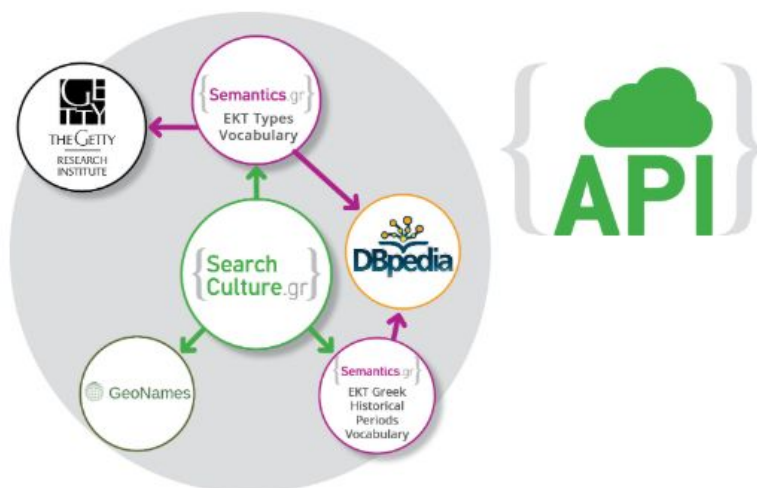 GETTY
THE GETTY
RESEARCH
INSTITUTE
{Semantics.gr}
EKT Types
Vocabulary
{API}
DBpedia
{Search
Culture.gr}
GeoNames
{Semantics.gr}
EKT Greek
Historical
Periods
Vocabulary